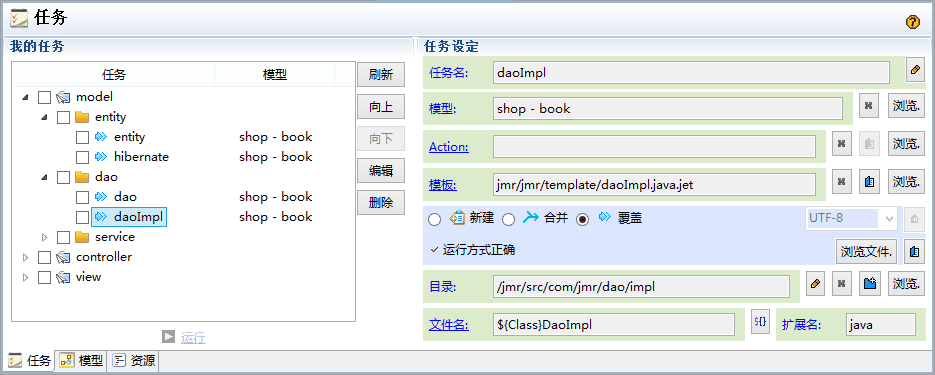 任务
我的任务
任务 模型
model
entity
entity shop - book
hibernate shop - book
dao
dao shop - book
daoImpl shop - book
service
controller
view
刷新
向上
向下
编辑
删除
运行
任务设定
任务名: daoImpl
模型: shop - book 浏览.
Action: 浏览.
模板: jmr/jmr/template/daoImpl.java.jet 浏览.
新建 合并 覆盖 UTF-8
运行方式正确 浏览文件.
目录: /jmr/src/com/jmr/dao/impl 浏览.
文件名: ${Class}DaoImpl ${} 扩展名: java
任务 模型 资源